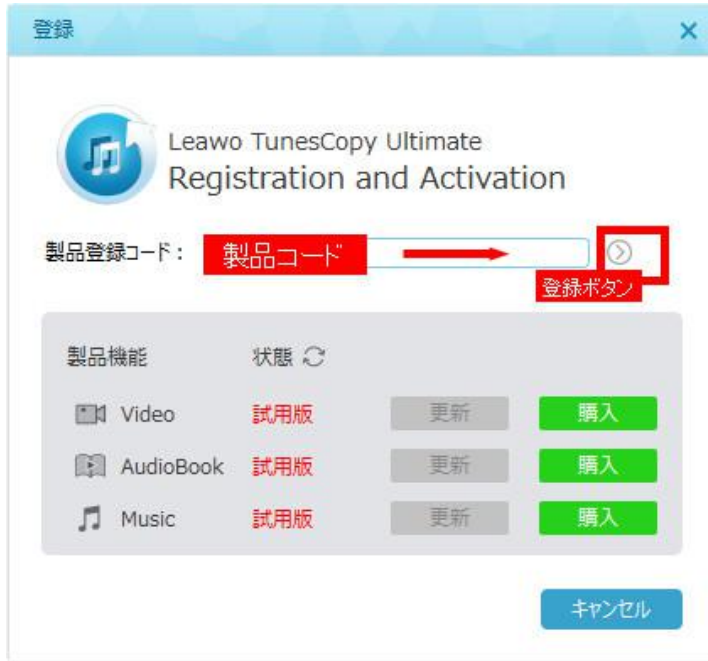 登録
Leawo TunesCopy Ultimate
Registration and Activation
製品登録コード： 製品コード
登録ボタン
製品機能 状態
Video 試用版 更新 購入
AudioBook 試用版 更新 購入
Music 試用版 更新 購入
キャンセル